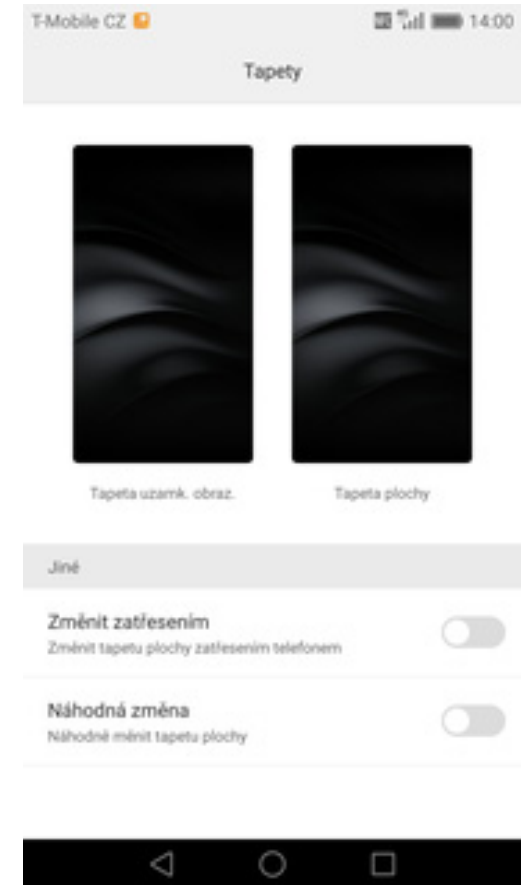 T-Mobile CZ 14:00
Tapety
Tapeta uzamk. obraz. Tapeta plochy
Jiné
Změnit zatřesením
Změnit tapetu plochy zatřesením telefonem
Náhodná změna
Náhodně měnit tapetu plochy